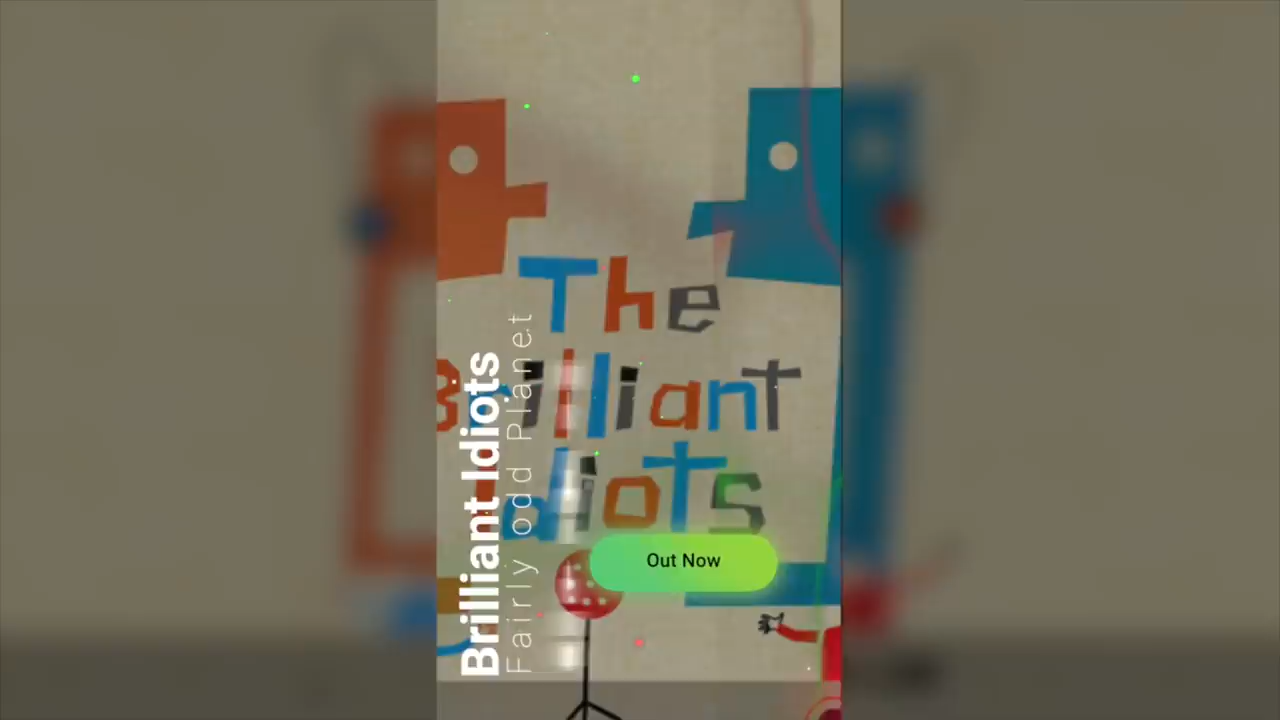 The
Brilliant
Idiots
Brilliant Idiots
Fairly odd Planet
Out Now